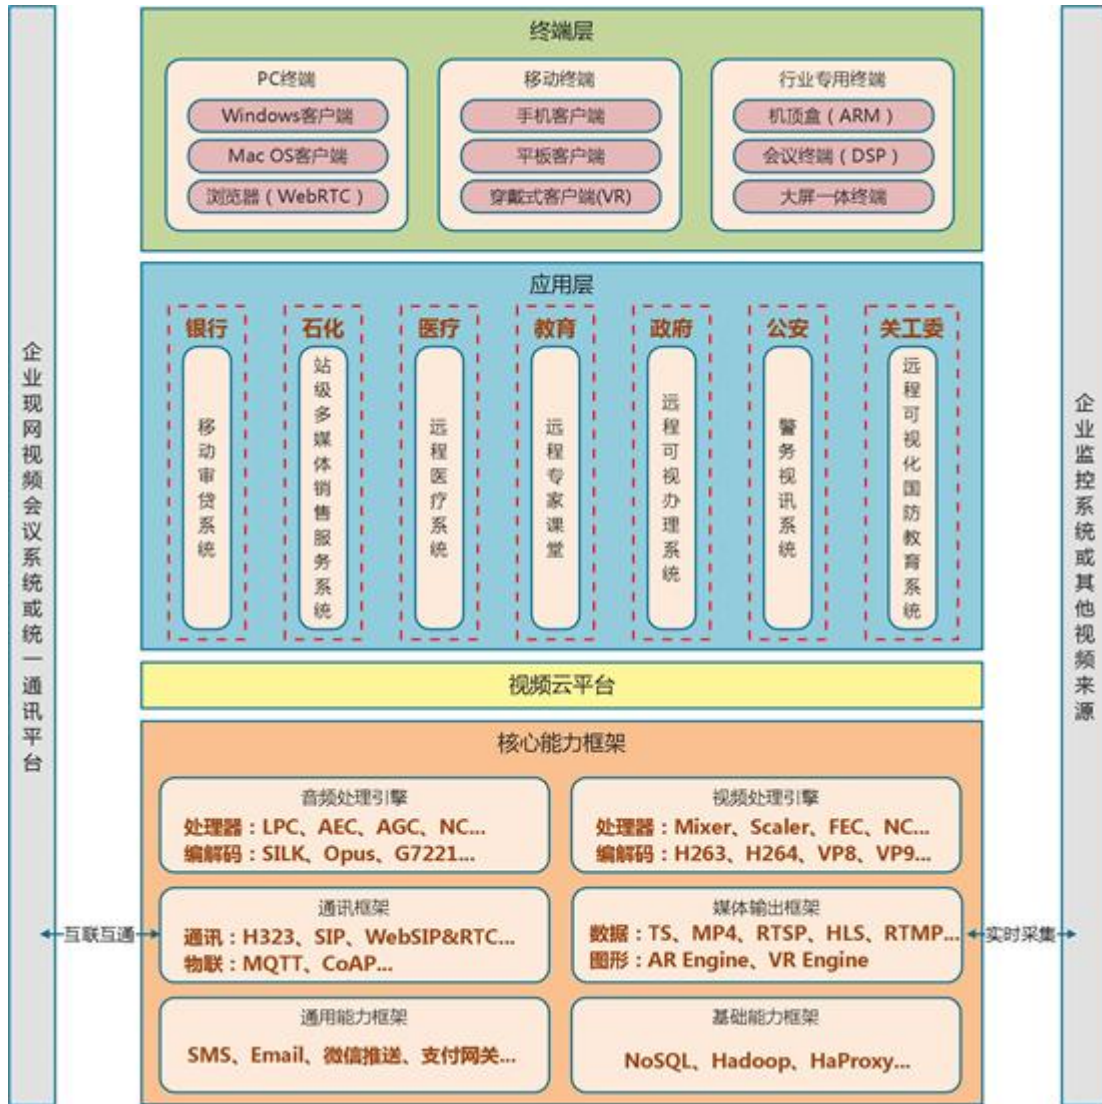 终端层
PC终端
Windows客户端
Mac OS客户端
浏览器（WebRTC）
移动终端
手机客户端
平板客户端
穿戴式客户端(VR)
行业专用终端
机顶盒（ARM）
会议终端（DSP）
大屏一体终端
应用层
银行
移动审贷系统
石化
站级多媒体销售服务系统
医疗
远程医疗系统
教育
远程专家课堂
政府
远程可视办理系统
公安
警务视讯系统
关工委
远程可视化国防教育系统
企业现网视频会议系统或统一通讯平台
企业监控系统或其他视频来源
视频云平台
核心能力框架
音频处理引擎
处理器：LPC、AEC、AGC、NC...
编解码：SILK、Opus、G7221...
视频处理引擎
处理器：Mixer、Scaler、FEC、NC...
编解码：H263、H264、VP8、VP9...
通讯框架
通讯：H323、SIP、WebSIP&RTC...
物联：MQTT、CoAP...
媒体输出框架
数据：TS、MP4、RTSP、HLS、RTMP...
图形：AR Engine、VR Engine
互联互通
实时采集
通用能力框架
SMS、Email、微信推送、支付网关...
基础能力框架
NoSQL、Hadoop、HaProxy...